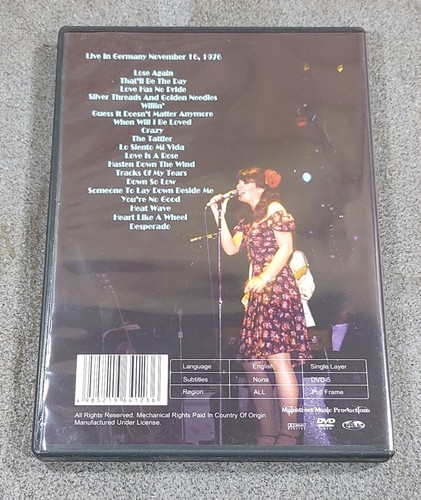 Live in Germany November 16, 1976
Lose Again
That'll Be The Day
Love Has No Pride
Silver Threads And Golden Needles
Willin'
Guess It Doesn't Matter Anymore
When Will I Be Loved
Crazy
The Tattler
Lo Siento Mi Vida
Love Is A Rose
Hasten Down The Wind
Tracks Of My Tears
Down So Low
Someone To Lay Down Beside Me
You're No Good
Heat Wave
Heart Like A Wheel
Desperado
Language English Single Layer
Subtitles None DVD-5
Region ALL Full Frame
All Rights Reserved. Mechanical Rights Paid In Country Of Origin
Manufactured Under License.
Mainstreet Music Productions
DVD